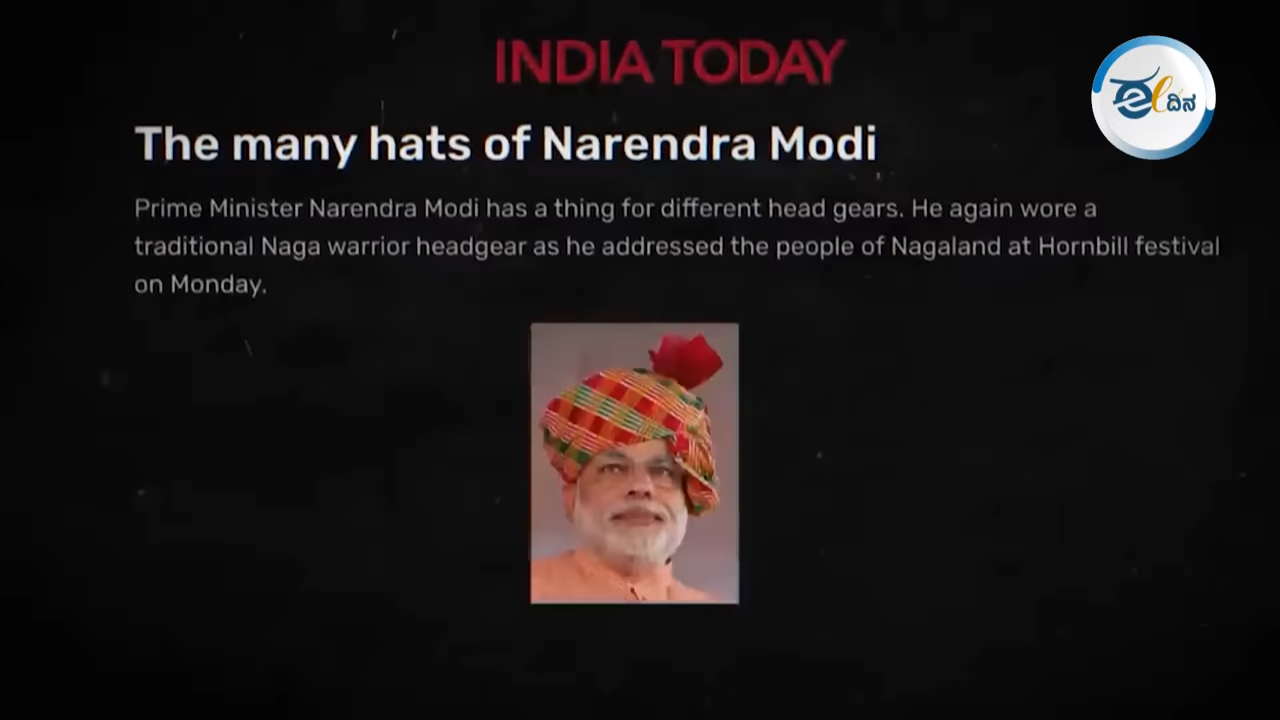 INDIA TODAY
The many hats of Narendra Modi
Prime Minister Narendra Modi has a thing for different head gears. He again wore a
traditional Naga warrior headgear as he addressed the people of Nagaland at Hornbill festival
on Monday.
ಈದಿನ